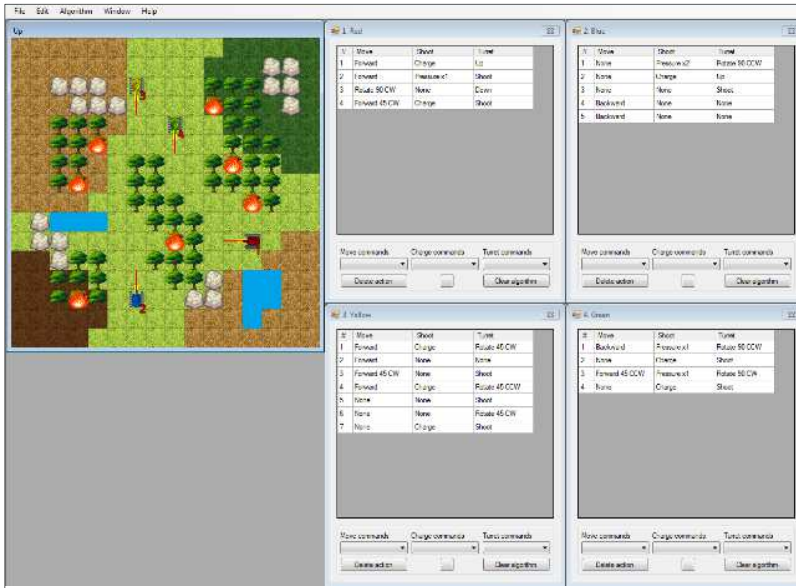 File Edit Algorithm Window Help
Up
1. Red
# Move Shoot Turret
1 Forward Charge Up
2 Forward Pressure x1 Shoot
3 Rotate 90 CW None Down
4 Forward 45 CW Charge Shoot
Move commands Charge commands Turret commands
Delete action Clear algorithm
2. Blue
# Move Shoot Turret
1 None Pressure x2 Rotate 90 CCW
2 None Charge Up
3 None None Shoot
4 Backward None None
5 Backward None None
Move commands Charge commands Turret commands
Delete action Clear algorithm
3
4
1
2
3. Yellow
# Move Shoot Turret
1 Forward Charge Rotate 45 CW
2 Forward None None
3 Forward 45 CW None Shoot
4 Forward Charge Rotate 45 CCW
5 None None Shoot
6 None None Rotate 45 CW
7 None Charge Shoot
Move commands Charge commands Turret commands
Delete action Clear algorithm
4. Green
# Move Shoot Turret
1 Backward Pressure x1 Rotate 90 CCW
2 None Charge Shoot
3 Forward 45 CCW Pressure x1 Rotate 90 CW
4 None Charge Shoot
Move commands Charge commands Turret commands
Delete action Clear algorithm